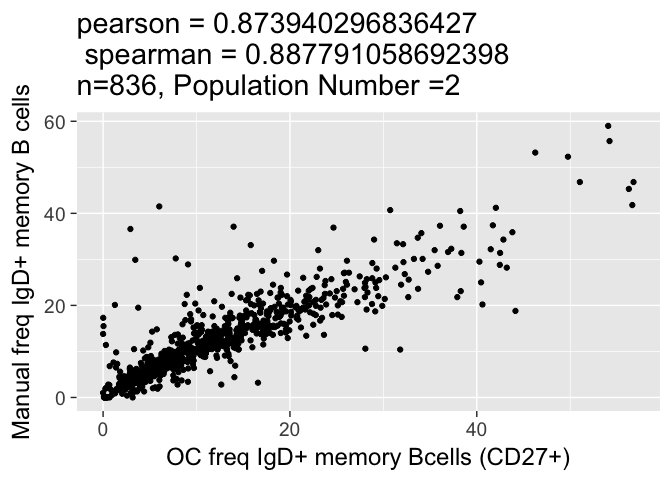 pearson = 0.873940296836427
spearman = 0.887791058692398
n=836, Population Number =2
Manual freq IgD+ memory B cells
60
40
20
0
0 20 40
OC freq IgD+ memory Bcells (CD27+)